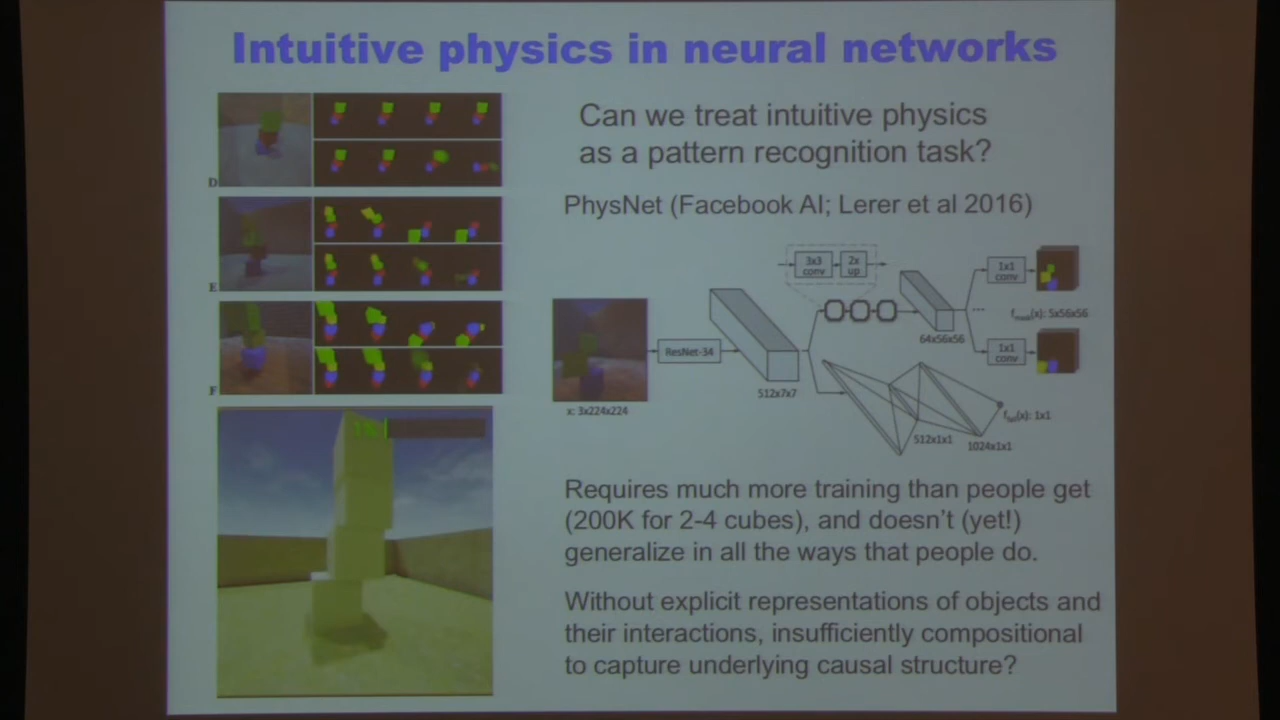 Intuitive physics in neural networks
Can we treat intuitive physics
as a pattern recognition task?
PhysNet (Facebook AI; Lerer et al 2016)
D
E
F
3x3
conv
2x
up
1x1
conv
64x56x56
ResNet-34
512x7x7
x: 3x224x224
1x1
conv
512x1x1
1024x1x1
Requires much more training than people get
(200K for 2-4 cubes), and doesn't (yet!)
generalize in all the ways that people do.
Without explicit representations of objects and
their interactions, insufficiently compositional
to capture underlying causal structure?